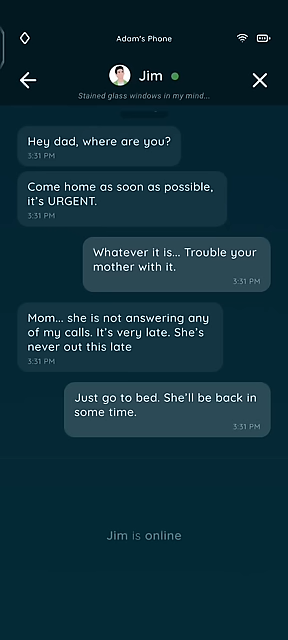 Adam's Phone
Jim
Stained glass windows in my mind...
Hey dad, where are you?
3:31 PM
Come home as soon as possible,
it's URGENT.
3:31 PM
Whatever it is... Trouble your
mother with it.
3:31 PM
Mom... she is not answering any
of my calls. It's very late. She's
never out this late
3:31 PM
Just go to bed. She'll be back in
some time.
3:31 PM
Jim is online